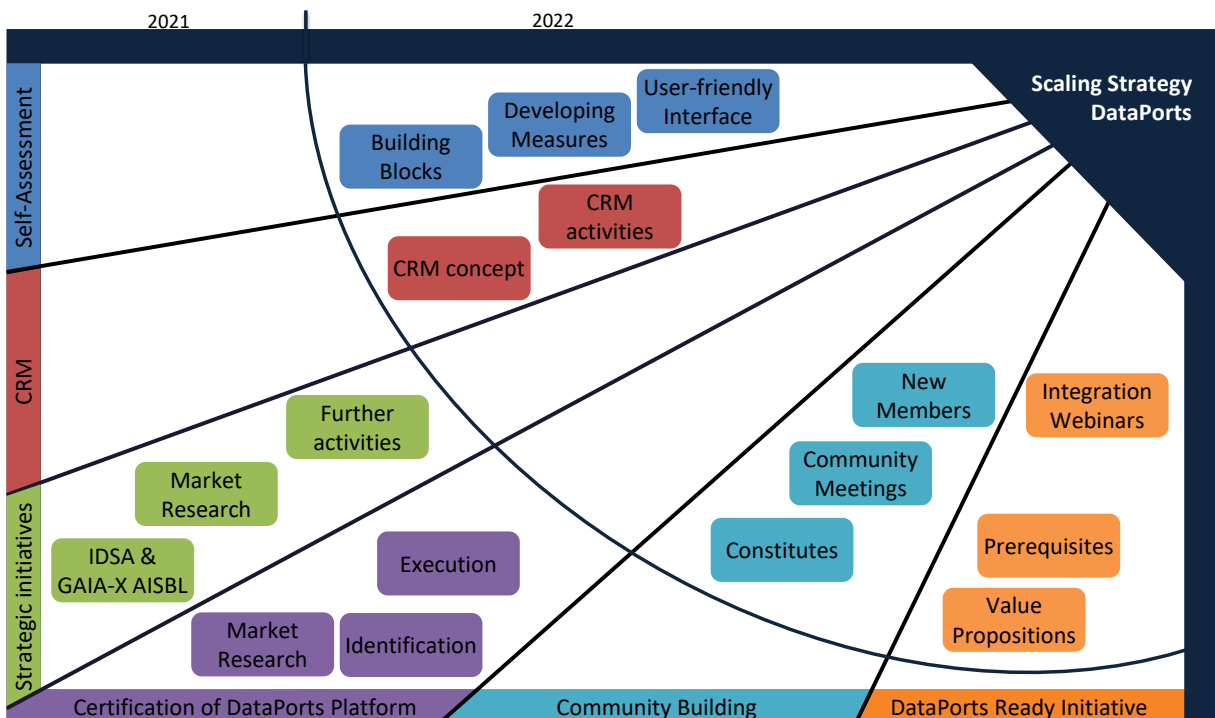 2021
2022
Scaling Strategy
DataPorts
Self-Assessment
Building
Blocks
Developing
Measures
User-friendly
Interface
CRM
CRM concept
CRM
activities
Strategic initiatives
IDSA &
GAIA-X AISBL
Market
Research
Further
activities
Certification of DataPorts Platform
Market
Research
Identification
Execution
Community Building
Constitutes
Community
Meetings
New
Members
DataPorts Ready Initiative
Value
Propositions
Prerequisites
Integration
Webinars